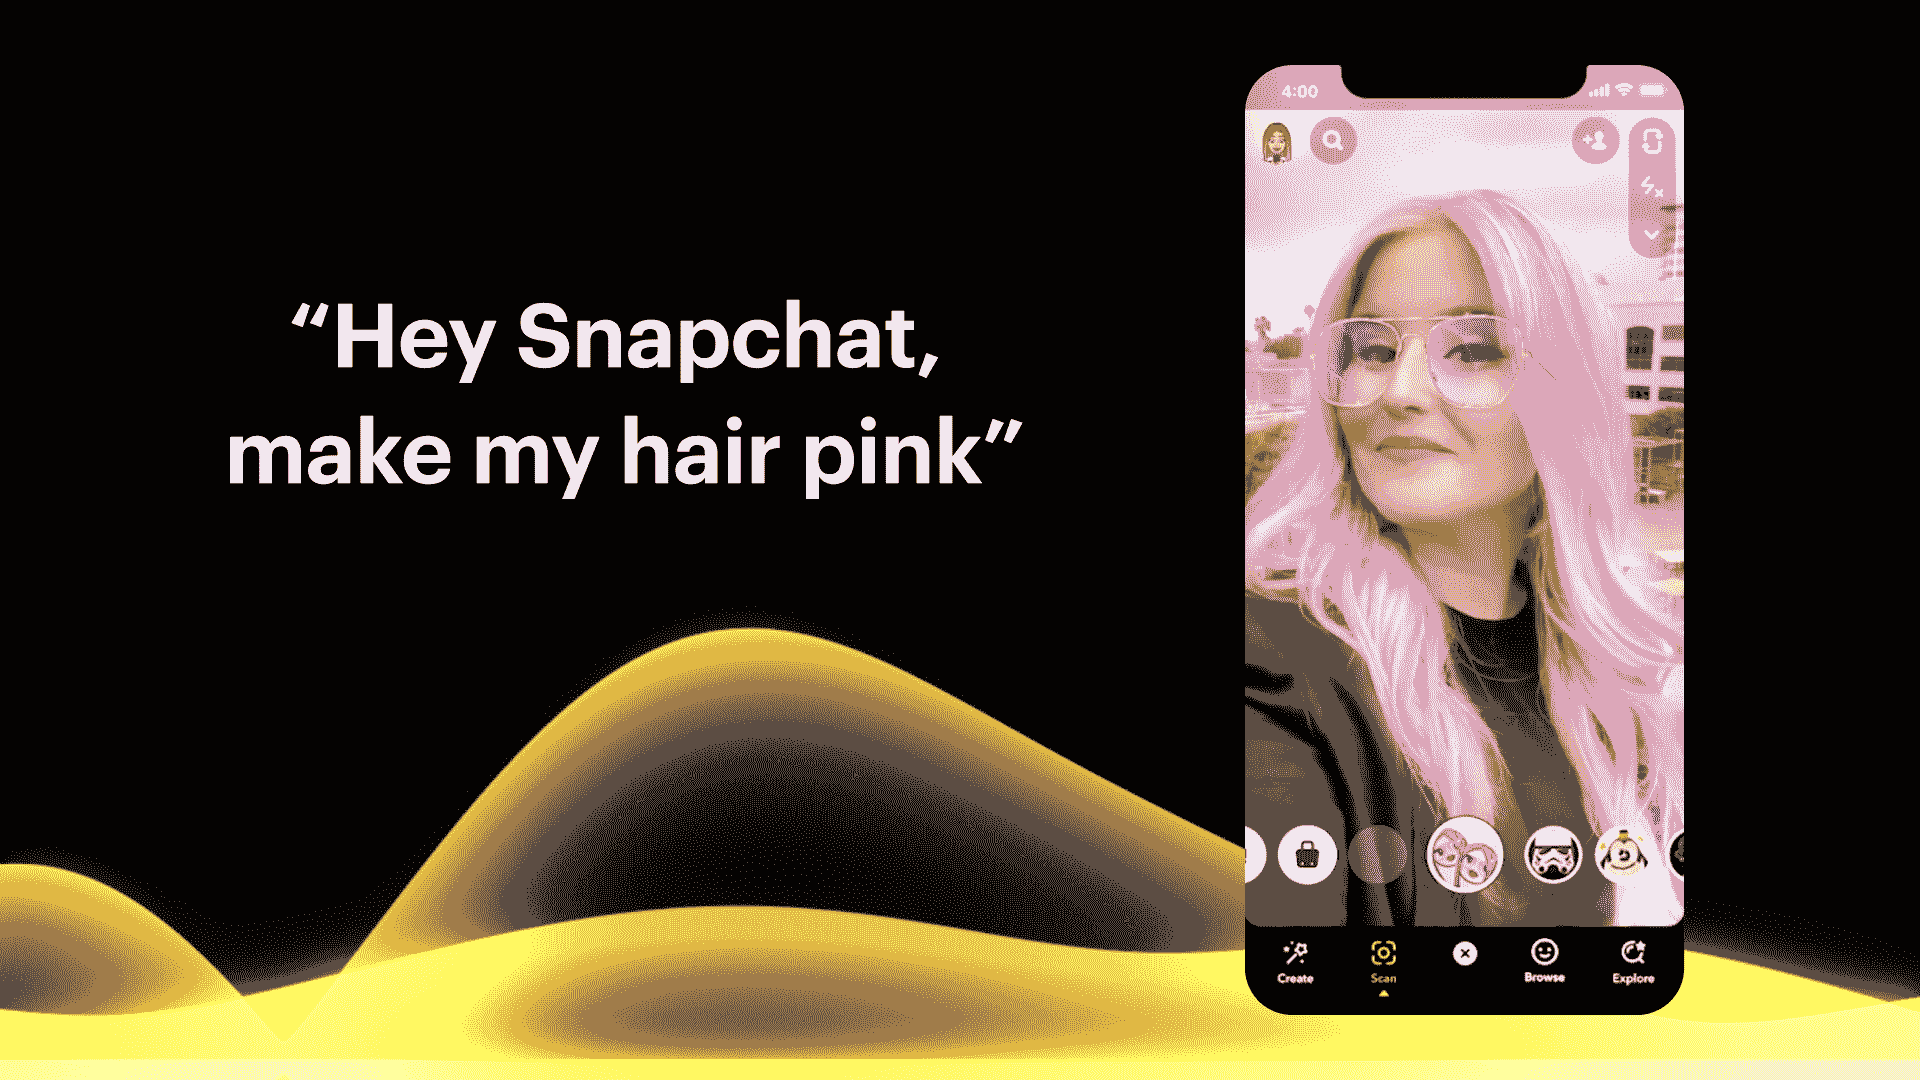 “Hey Snapchat,
make my hair pink”
4:00
Create
Scan
Browse
Explore